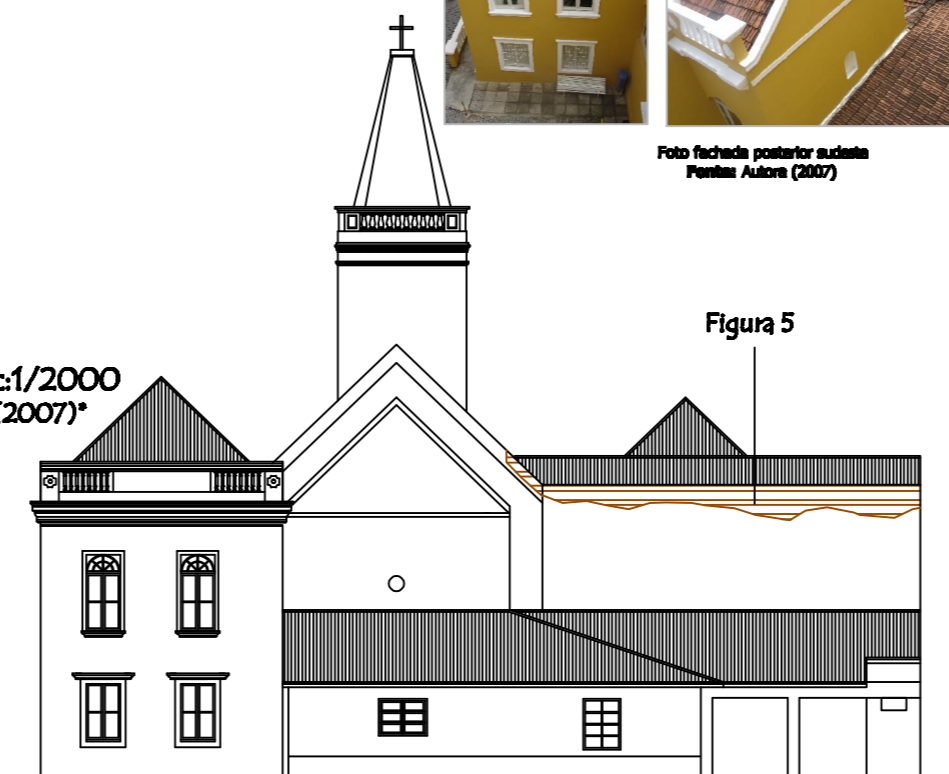 Foto fachada posterior sudeste
Fonte: Autora (2007)
Figura 5
:1/2000
(2007)*